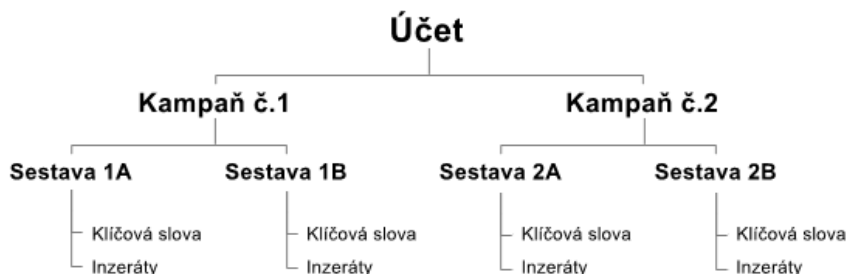 Účet
Kampaň č.1 Kampaň č.2
Sestava 1A Sestava 1B Sestava 2A Sestava 2B
Klíčová slova Klíčová slova Klíčová slova Klíčová slova
Inzeráty Inzeráty Inzeráty Inzeráty